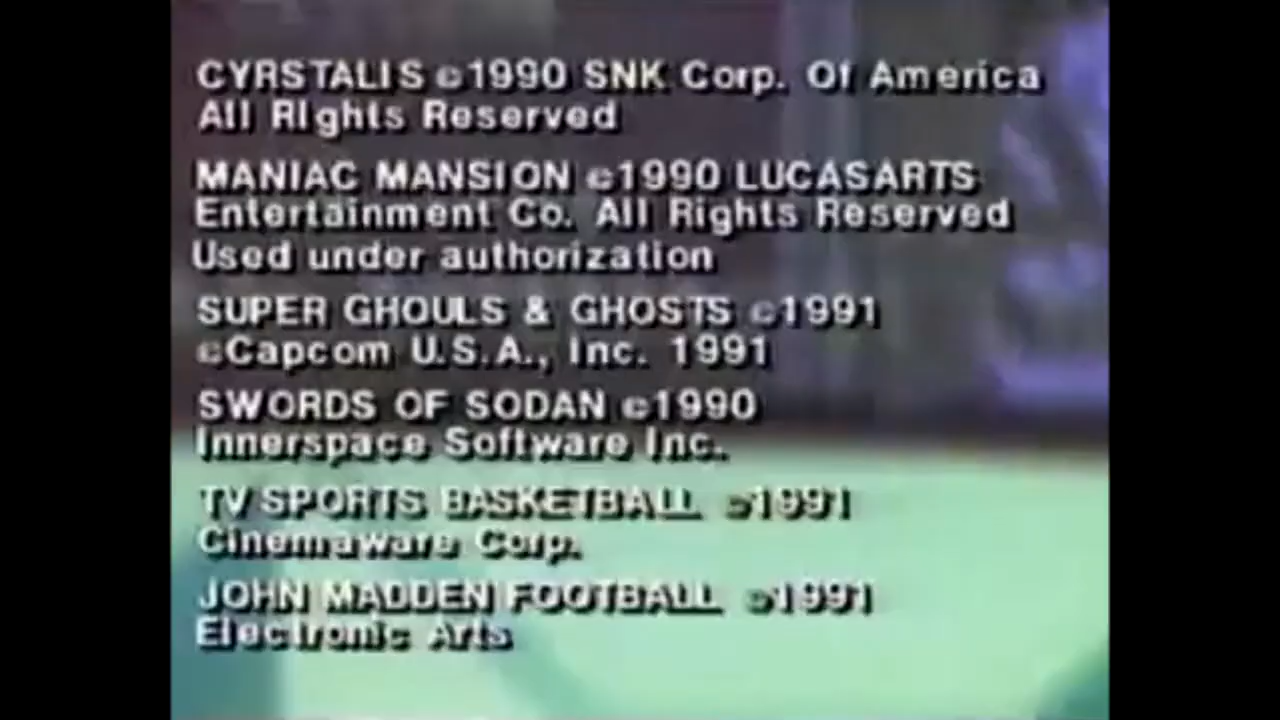 CYRSTALIS ©1990 SNK Corp. Of America
All Rights Reserved
MANIAC MANSION ©1990 LUCASARTS
Entertainment Co. All Rights Reserved
Used under authorization
SUPER GHOULS & GHOSTS ©1991
©Capcom U.S.A., Inc. 1991
SWORDS OF SODAN ©1990
Innerspace Software Inc.
TV SPORTS BASKETBALL ©1991
Cinemaware Corp.
JOHN MADDEN FOOTBALL ©1991
Electronic Arts